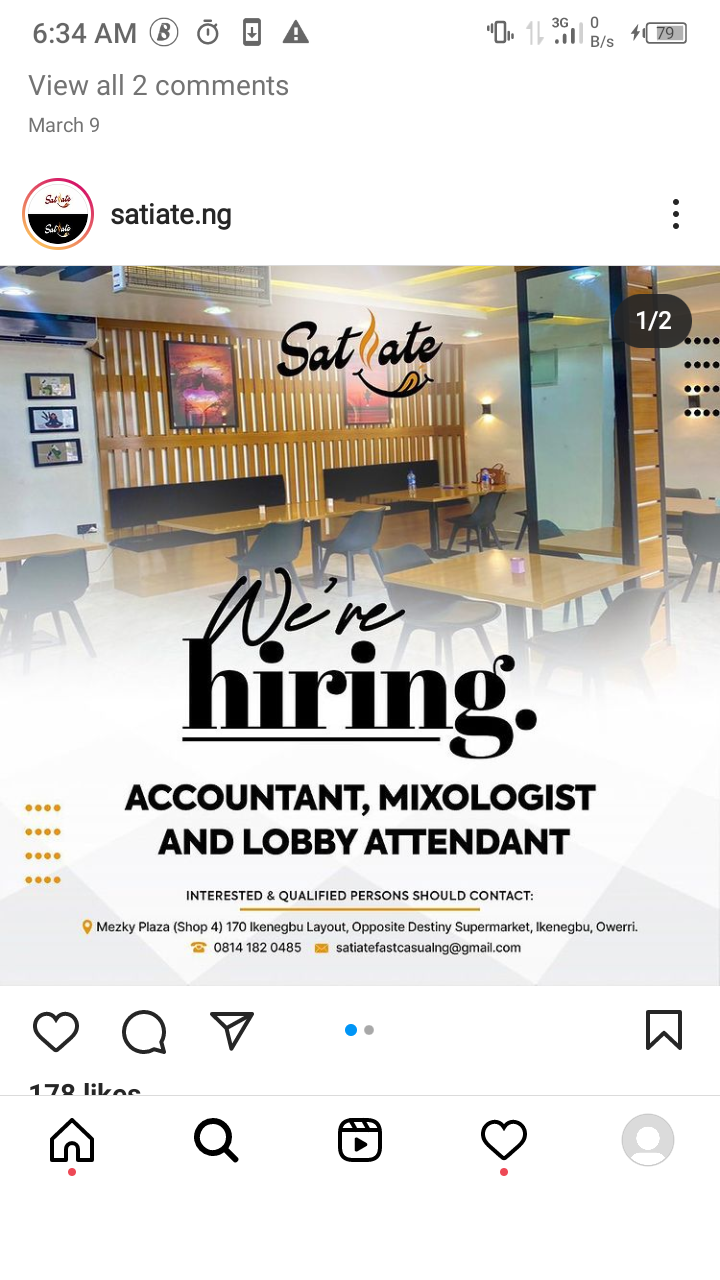 6:34 AM
3G
0
B/s
79
View all 2 comments
March 9
satiate.ng
1/2
Satiate
We're
hiring.
ACCOUNTANT, MIXOLOGIST
AND LOBBY ATTENDANT
INTERESTED & QUALIFIED PERSONS SHOULD CONTACT:
Mezky Plaza (Shop 4) 170 Ikenegbu Layout, Opposite Destiny Supermarket, Ikenegbu, Owerri.
0814 182 0485 satiatefastcasualng@gmail.com
178 likes